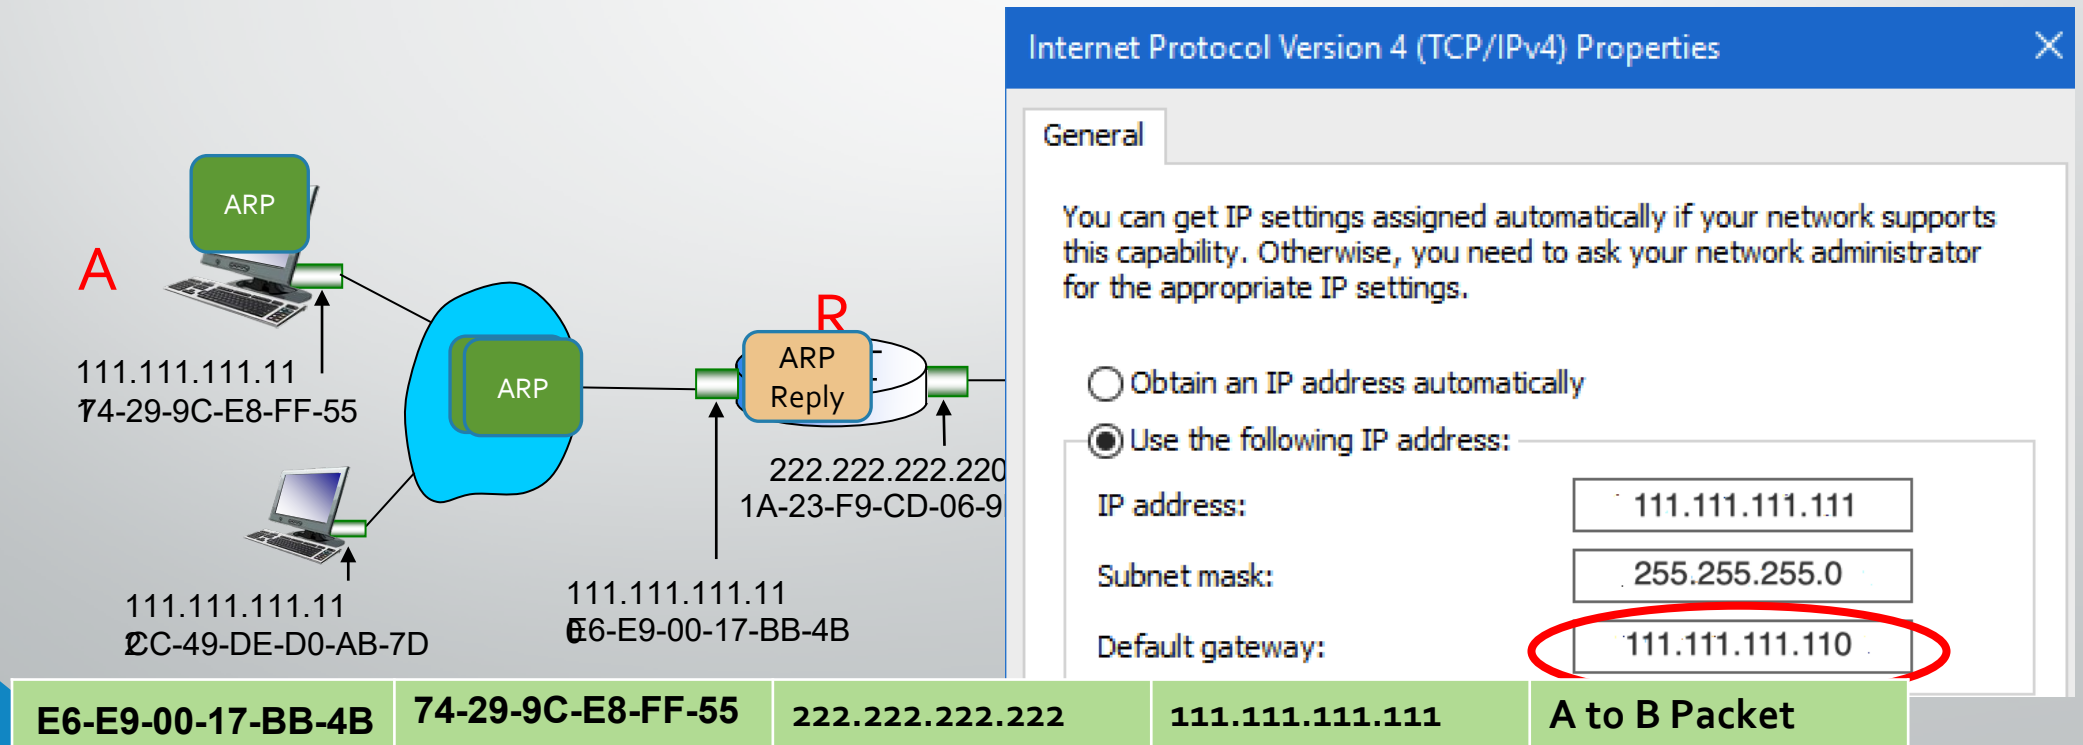 Internet Protocol Version 4 (TCP/IPv4) Properties
General
You can get IP settings assigned automatically if your network supports
this capability. Otherwise, you need to ask your network administrator
for the appropriate IP settings.
Obtain an IP address automatically
Use the following IP address:
IP address:
111.111.111.111
Subnet mask:
255.255.255.0
Default gateway:
111.111.111.110
ARP
A
111.111.111.11
1
74-29-9C-E8-FF-55
ARP
R
ARP
Reply
222.222.222.220
1A-23-F9-CD-06-9
111.111.111.11
2
CC-49-DE-D0-AB-7D
111.111.111.11
0
E6-E9-00-17-BB-4B
E6-E9-00-17-BB-4B
74-29-9C-E8-FF-55
222.222.222.222
111.111.111.111
A to B Packet